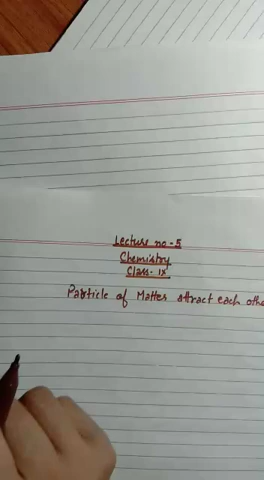 Lecture no-5
Chemistry
Class-IX
Particle of Matter attract each othe